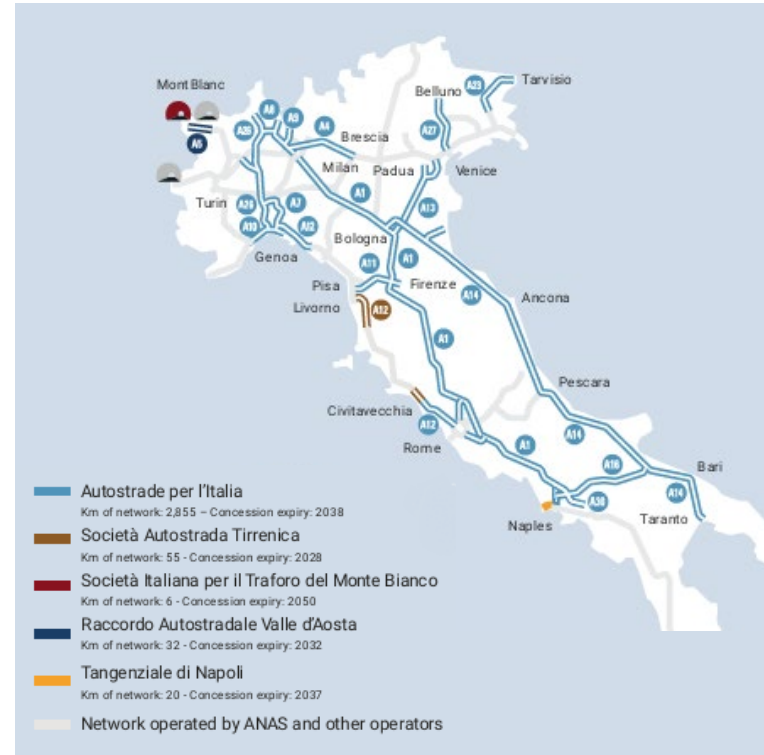 Mont Blanc
Tarvisio
A23
Belluno
A8
A9
A26
A4
A27
A5
Brescia
Milan
Padua
Venice
A1
Turin
A26
A7
A13
A10
A12
Bologna
Genoa
A11
A1
Pisa
Firenze
A14
Livorno
A12
Ancona
A1
Pescara
Civitavecchia
A12
Rome
A14
A1
A16
Bari
A14
Autostrade per l'Italia
Km of network: 2,855 – Concession expiry: 2038
A30
Taranto
Naples
Società Autostrada Tirrenica
Km of network: 55 - Concession expiry: 2028
Società Italiana per il Traforo del Monte Bianco
Km of network: 6 - Concession expiry: 2050
Raccordo Autostradale Valle d'Aosta
Km of network: 32 - Concession expiry: 2032
Tangenziale di Napoli
Km of network: 20 - Concession expiry: 2037
Network operated by ANAS and other operators